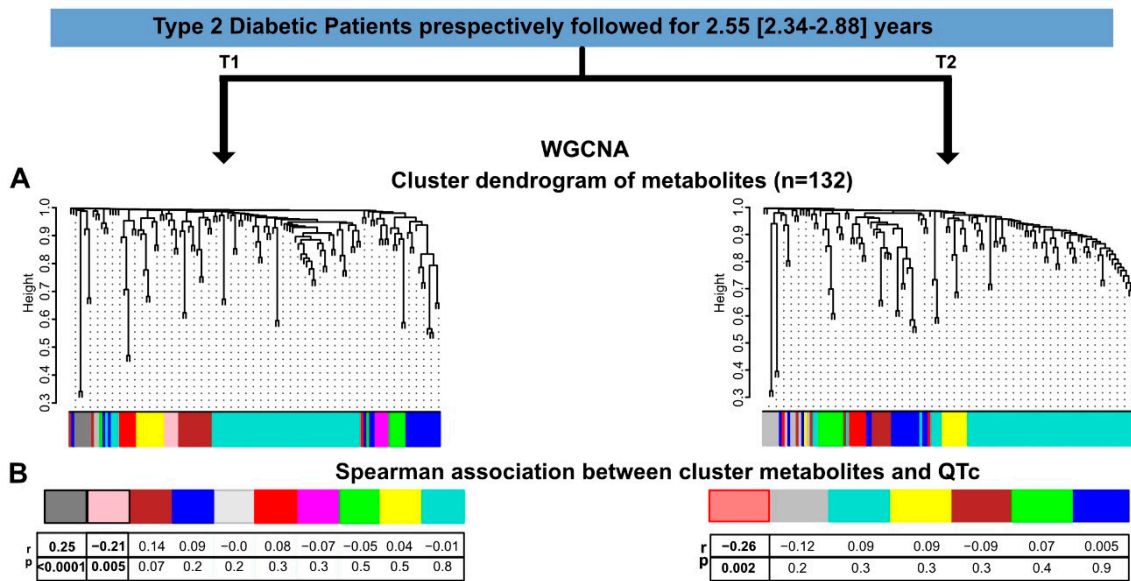 Type 2 Diabetic Patients prespectively followed for 2.55 [2.34-2.88] years
T1 T2
WGCNA
A Cluster dendrogram of metabolites (n=132)
Height
1.0
0.9
0.8
0.7
0.6
0.5
0.4
0.3
Height
1.0
0.9
0.8
0.7
0.6
0.5
0.4
0.3
B Spearman association between cluster metabolites and QTc
r 0.25 −0.21 0.14 0.09 −0.0 0.08 −0.07 −0.05 0.04 −0.01
p <0.0001 0.005 0.07 0.2 0.2 0.3 0.3 0.5 0.5 0.8
r −0.26 −0.12 0.09 0.09 −0.09 0.07 0.005
p 0.002 0.2 0.3 0.3 0.3 0.4 0.9